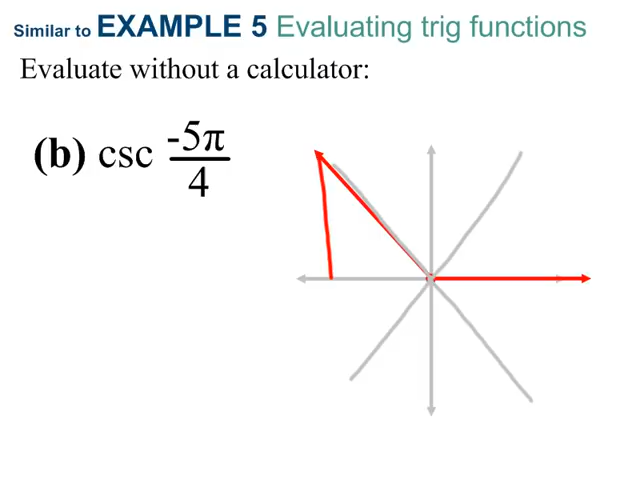 Similar to EXAMPLE 5 Evaluating trig functions
Evaluate without a calculator:
(b) csc -5π/4